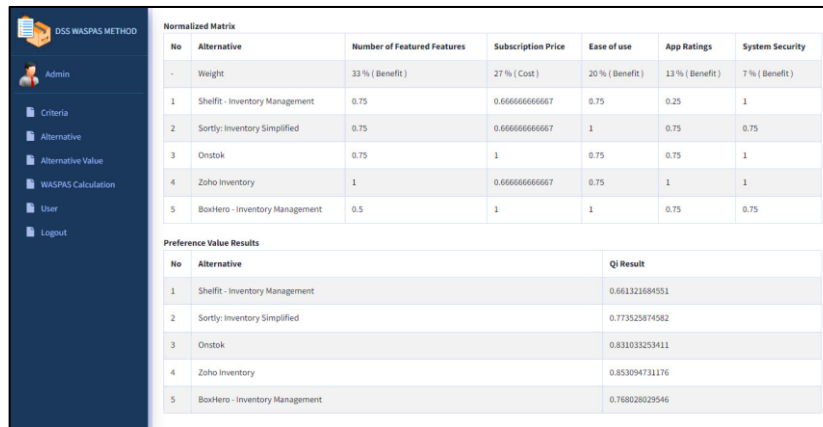 DSS WASPAS METHOD
Admin
Criteria
Alternative
Alternative Value
WASPAS Calculation
User
Logout
Normalized Matrix
No Alternative Number of Featured Features Subscription Price Ease of use App Ratings System Security
- Weight 33 % ( Benefit ) 27 % ( Cost ) 20 % ( Benefit ) 13 % ( Benefit ) 7 % ( Benefit )
1 Shelfit - Inventory Management 0.75 0.666666666667 0.75 0.25 1
2 Sortly: Inventory Simplified 0.75 0.666666666667 1 0.75 0.75
3 Onstok 0.75 1 0.75 0.75 1
4 Zoho Inventory 1 0.666666666667 0.75 1 1
5 BoxHero - Inventory Management 0.5 1 1 0.75 0.75
Preference Value Results
No Alternative Qi Result
1 Shelfit - Inventory Management 0.661321684551
2 Sortly: Inventory Simplified 0.773525874582
3 Onstok 0.831033253411
4 Zoho Inventory 0.853094731176
5 BoxHero - Inventory Management 0.768028029546